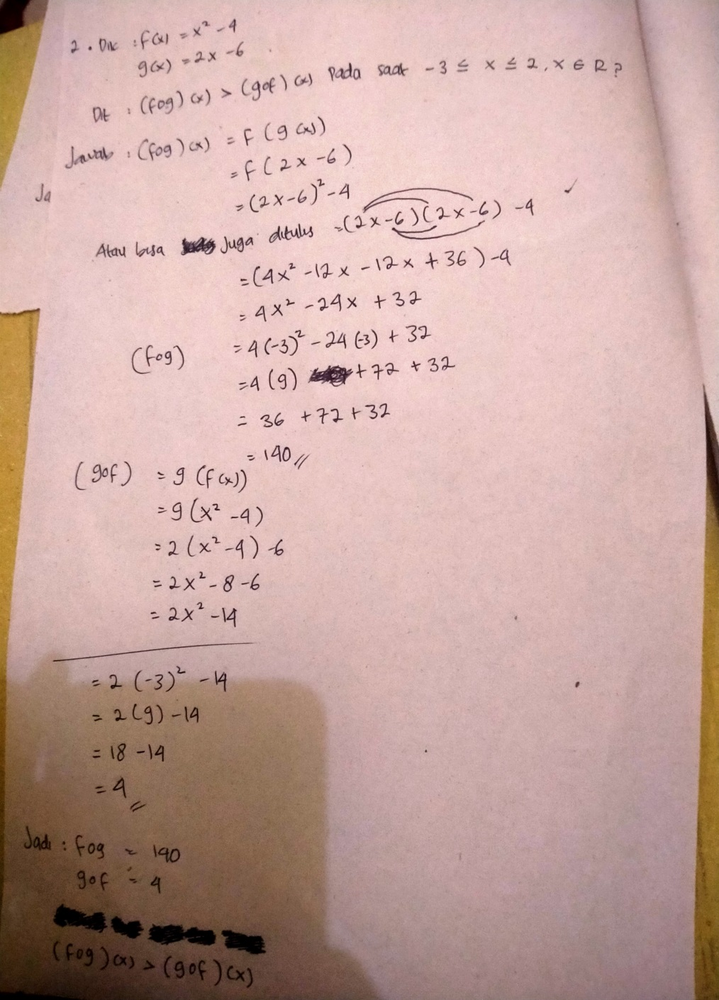 2. Dik : f(x) = x² - 4
g(x) = 2x - 6
Dit : (fog)(x) > (gof)(x) Pada saat -3 ≤ x ≤ 2, x ∈ R?
Jawab : (fog)(x) = f(g(x))
= f(2x - 6)
Ja
= (2x-6)² - 4
Atau bisa Juga ditulis = (2x-6)(2x-6) - 4
= (4x² - 12x - 12x + 36) - 4
= 4x² - 24x + 32
(fog) = 4(-3)² - 24(-3) + 32
= 4(9) + 72 + 32
= 36 + 72 + 32
= 140 //
(gof) = g(f(x))
= g(x² - 4)
= 2(x² - 4) - 6
= 2x² - 8 - 6
= 2x² - 14
= 2(-3)² - 14
= 2(9) - 14
= 18 - 14
= 4 //
Jadi : fog = 140
gof = 4
(fog)(x) > (gof)(x)